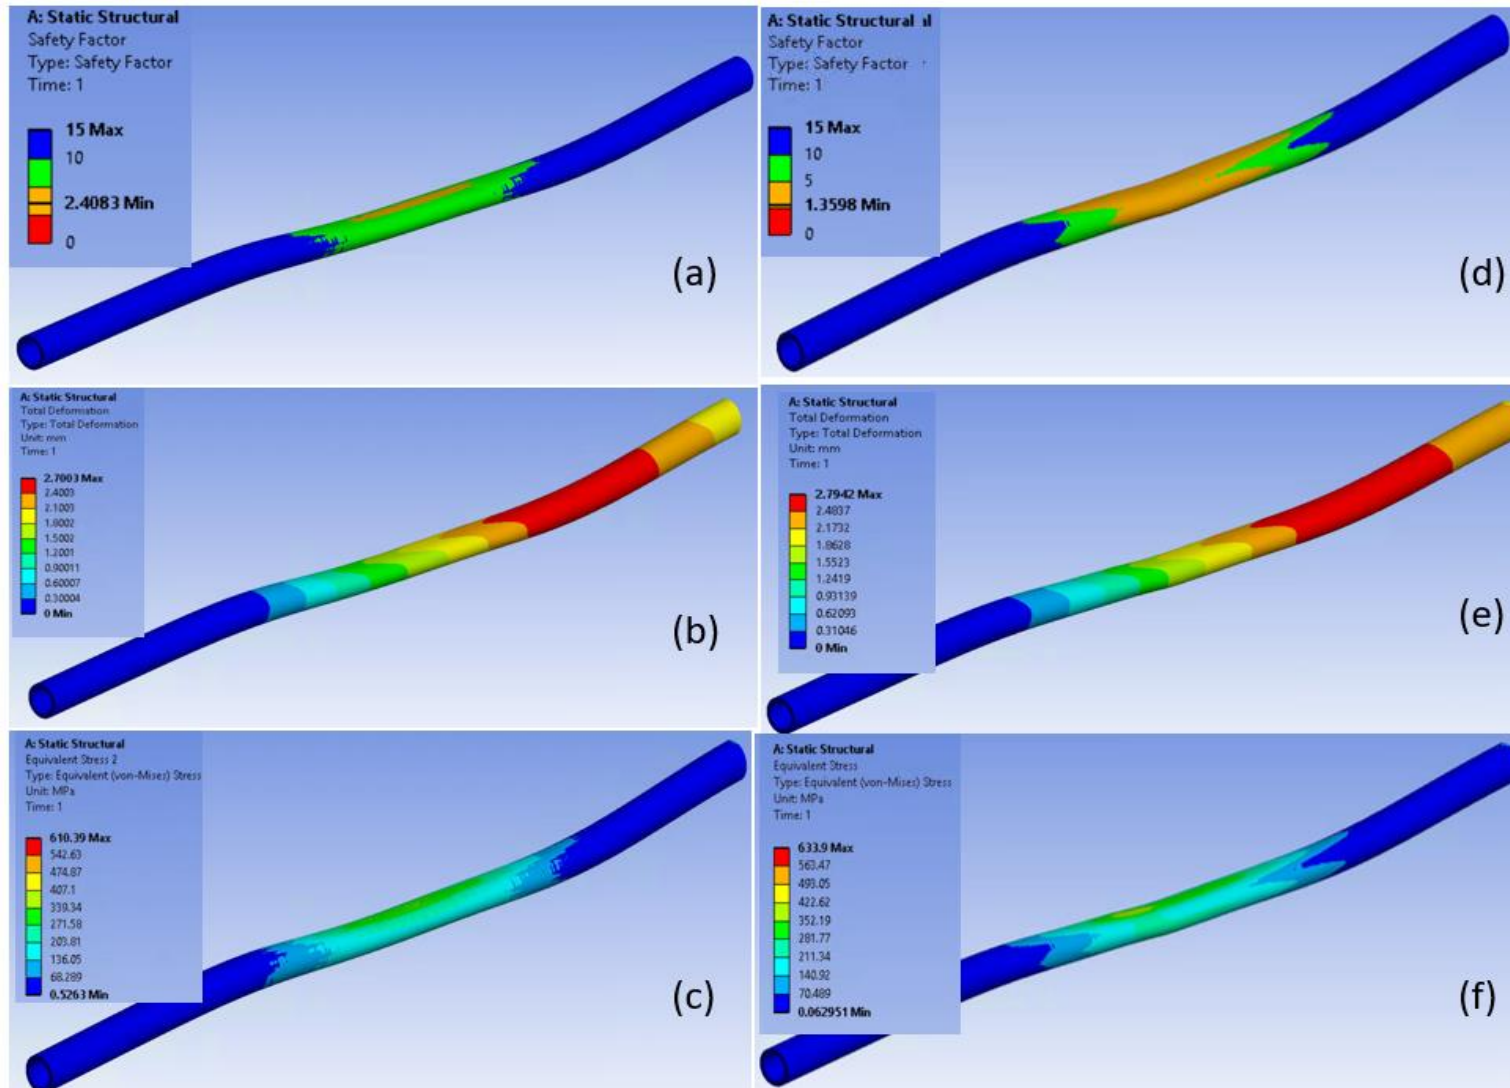 A: Static Structural
Safety Factor
Type: Safety Factor
Time: 1
15 Max
10
2.4083 Min
0
(a)
A: Static Structural
Safety Factor
Type: Safety Factor
Time: 1
15 Max
10
5
1.3598 Min
0
(d)
A: Static Structural
Total Deformation
Type: Total Deformation
Unit: mm
Time: 1
2.7003 Max
2.4003
2.1003
1.8002
1.5002
1.2001
0.90011
0.60007
0.30004
0 Min
(b)
A: Static Structural
Total Deformation
Type: Total Deformation
Unit: mm
Time: 1
2.7942 Max
2.4837
2.1732
1.8628
1.5523
1.2419
0.93139
0.62093
0.31046
0 Min
(e)
A: Static Structural
Equivalent Stress 2
Type: Equivalent (von-Mises) Stress
Unit: MPa
Time: 1
610.39 Max
542.63
474.87
407.1
339.34
271.58
203.81
136.05
68.289
0.5263 Min
(c)
A: Static Structural
Equivalent Stress
Type: Equivalent (von-Mises) Stress
Unit: MPa
Time: 1
633.9 Max
563.47
493.05
422.62
352.19
281.77
211.34
140.92
70.489
0.062951 Min
(f)